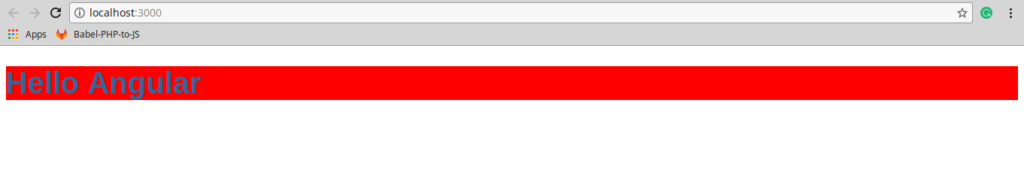 localhost:3000
Apps Babel-PHP-to-JS
Hello Angular